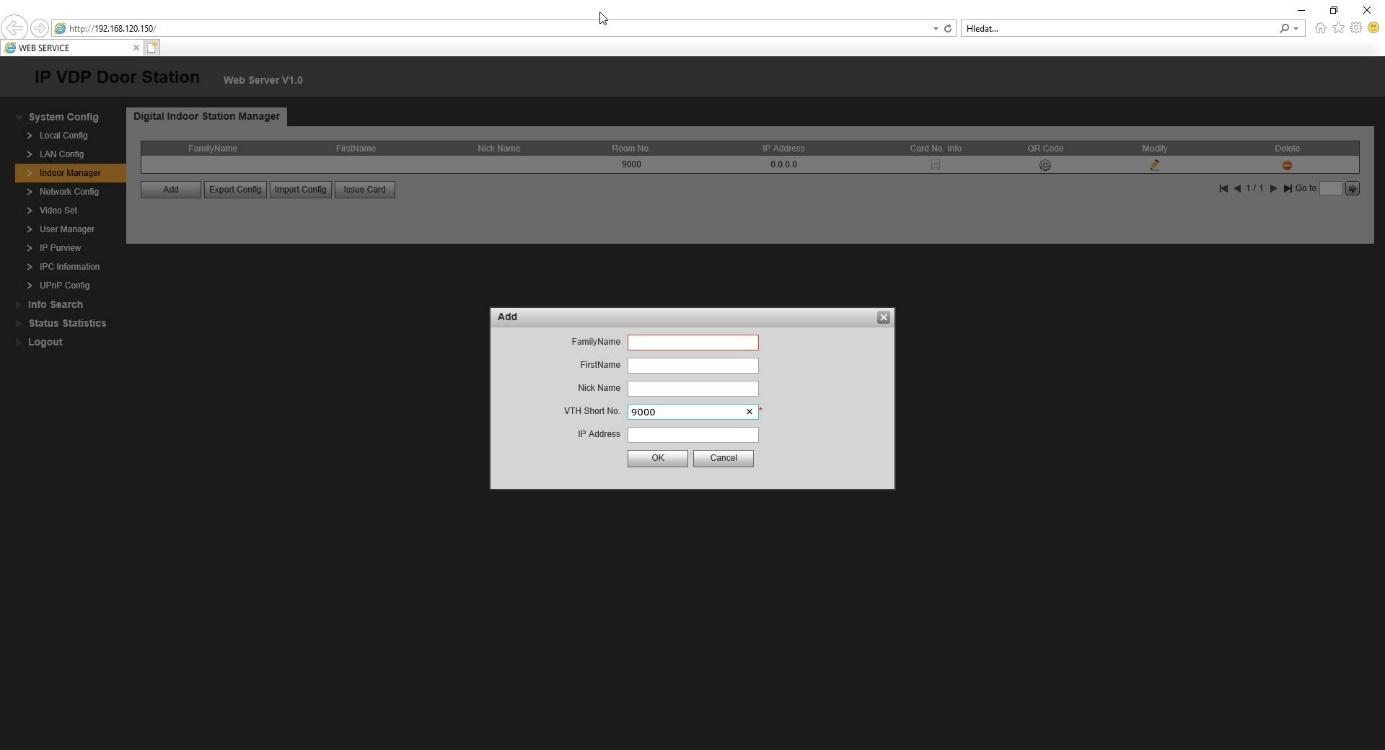 http://192.168.120.150/
Hledat...
WEB SERVICE
IP VDP Door Station Web Server V1.0
System Config
Local Config
LAN Config
Indoor Manager
Network Config
Video Set
User Manager
IP Purview
IPC Information
UPnP Config
Info Search
Status Statistics
Logout
Digital Indoor Station Manager
FamilyName FirstName Nick Name Room No. IP Address Card No. Info QR Code Modify Delete
9000 0.0.0.0
Add Export Config Import Config Issue Card 1 / 1 Go to
Add
FamilyName
FirstName
Nick Name
VTH Short No. 9000 *
IP Address
OK Cancel